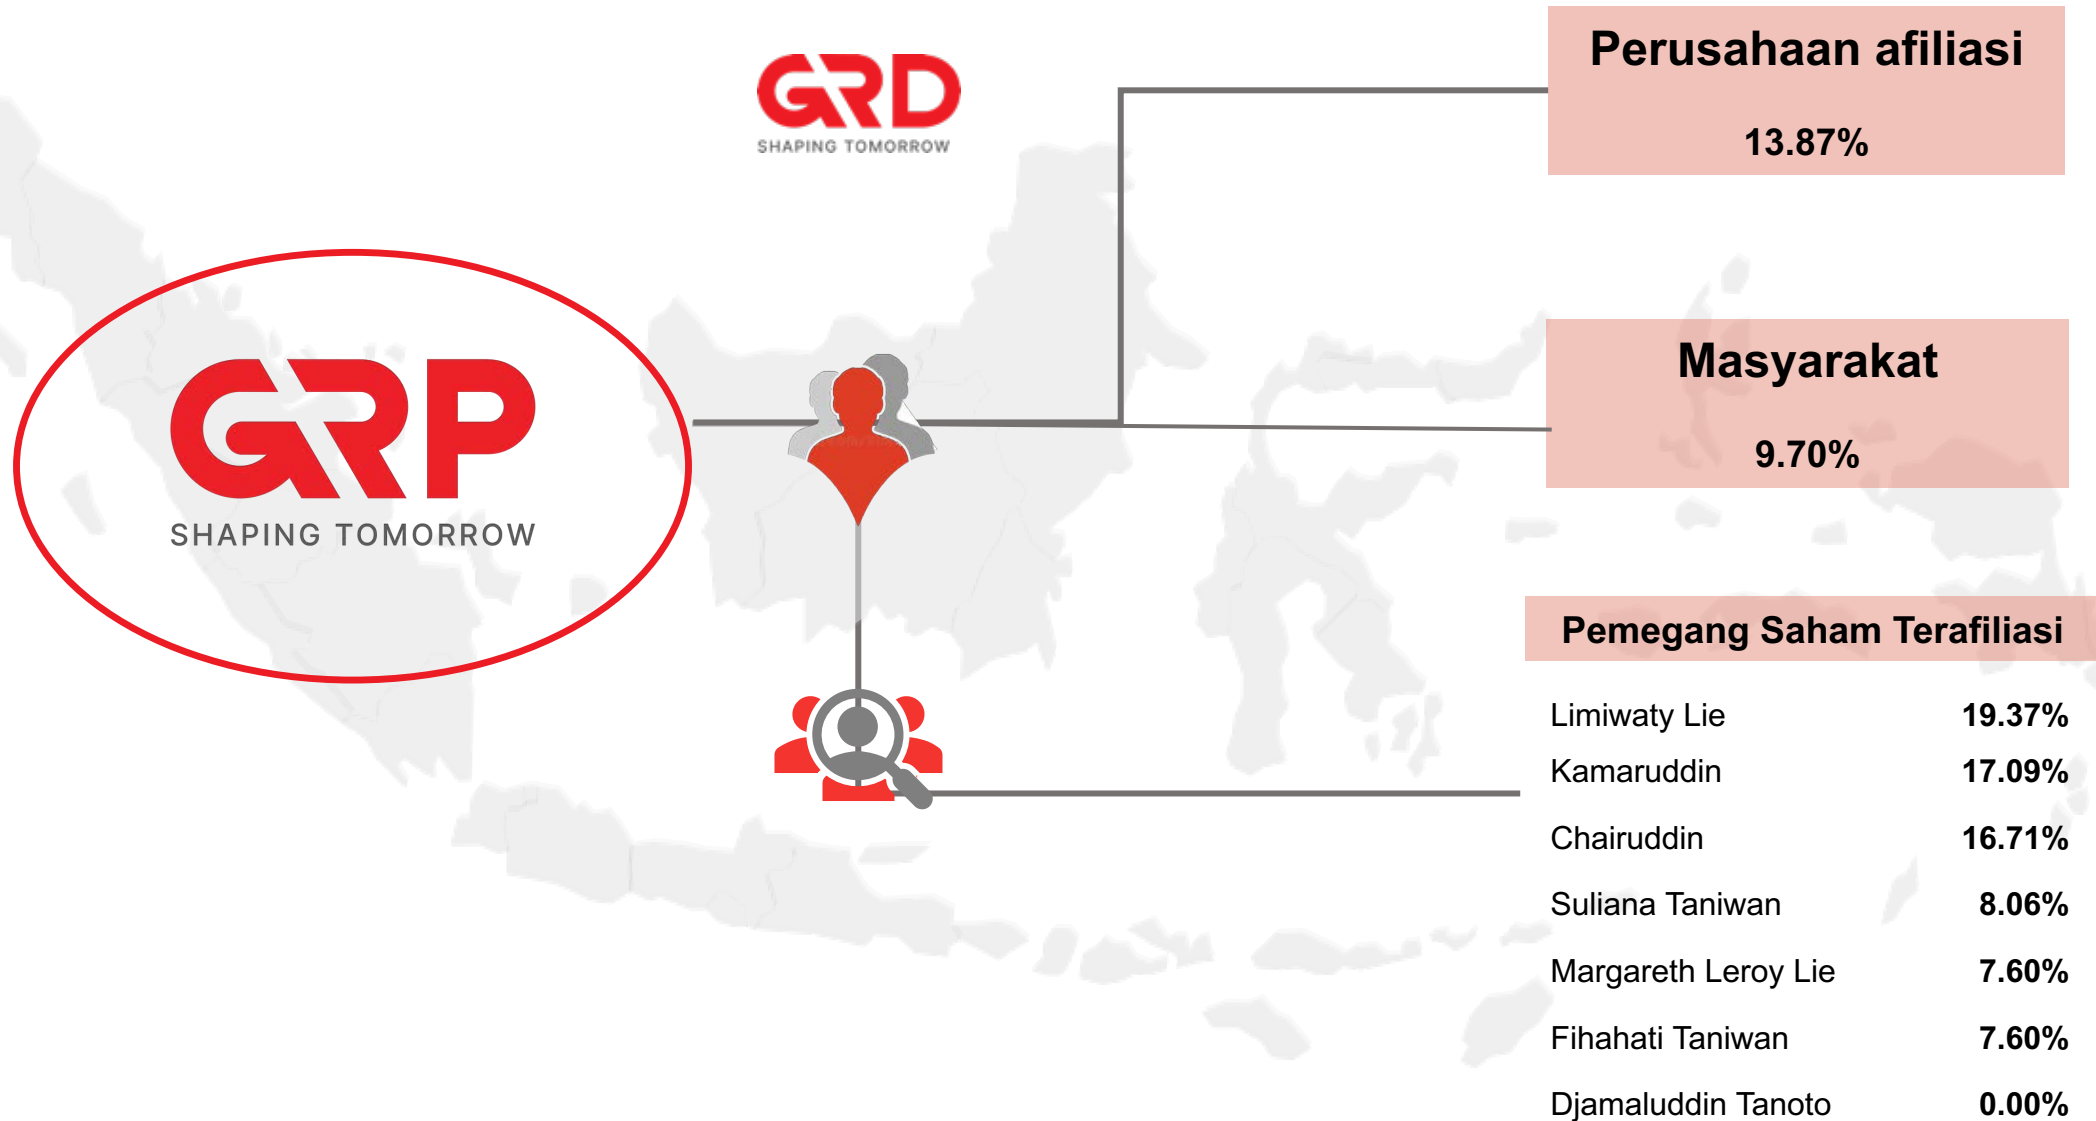 GRD
SHAPING TOMORROW
Perusahaan afiliasi
13.87%
GRP
SHAPING TOMORROW
Masyarakat
9.70%
Pemegang Saham Terafiliasi
Limiwaty Lie 19.37%
Kamaruddin 17.09%
Chairuddin 16.71%
Suliana Taniwan 8.06%
Margareth Leroy Lie 7.60%
Fihahati Taniwan 7.60%
Djamaluddin Tanoto 0.00%